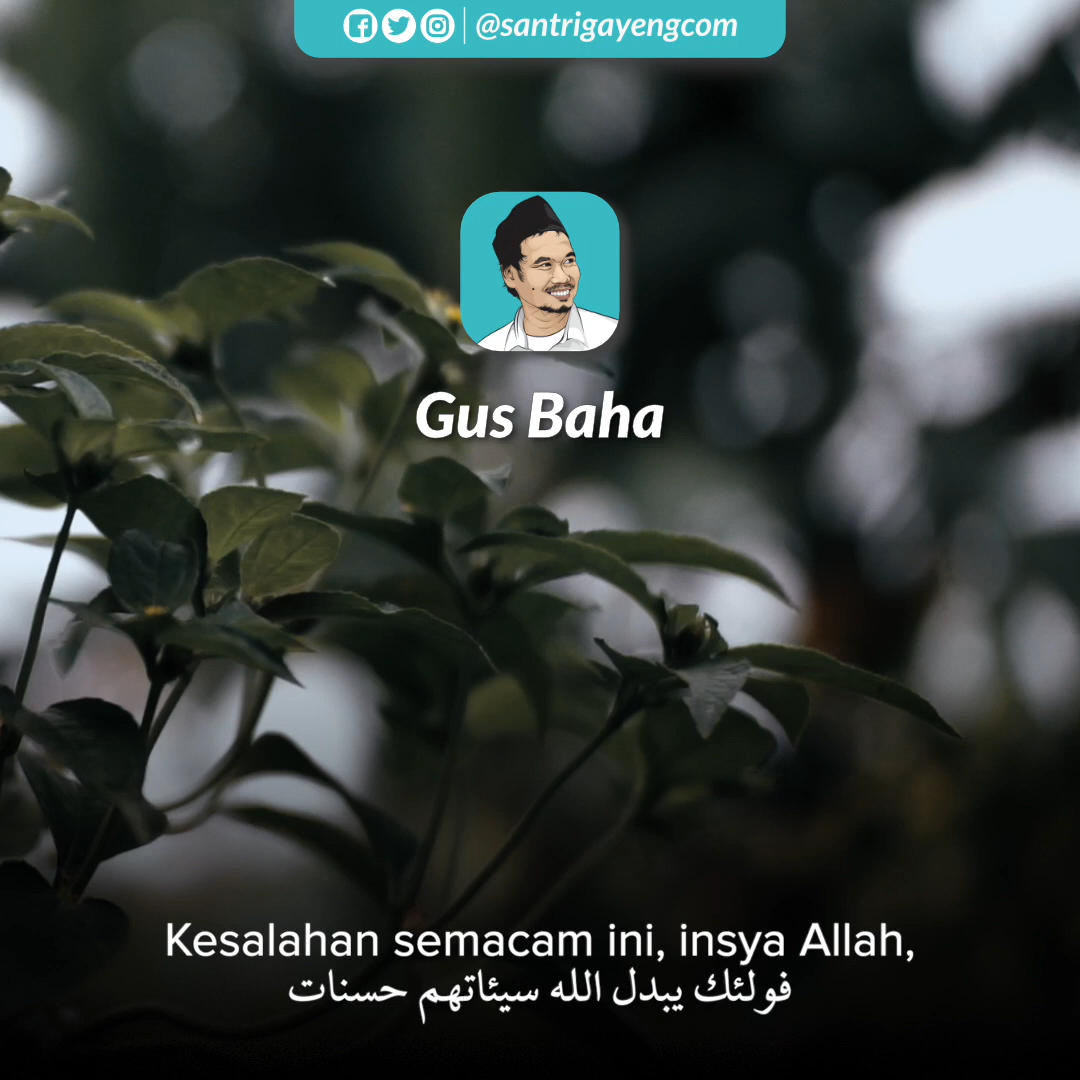 @santrigayengcom
Gus Baha
Kesalahan semacam ini, insya Allah,
فولئك يبدل الله سيئاتهم حسنات